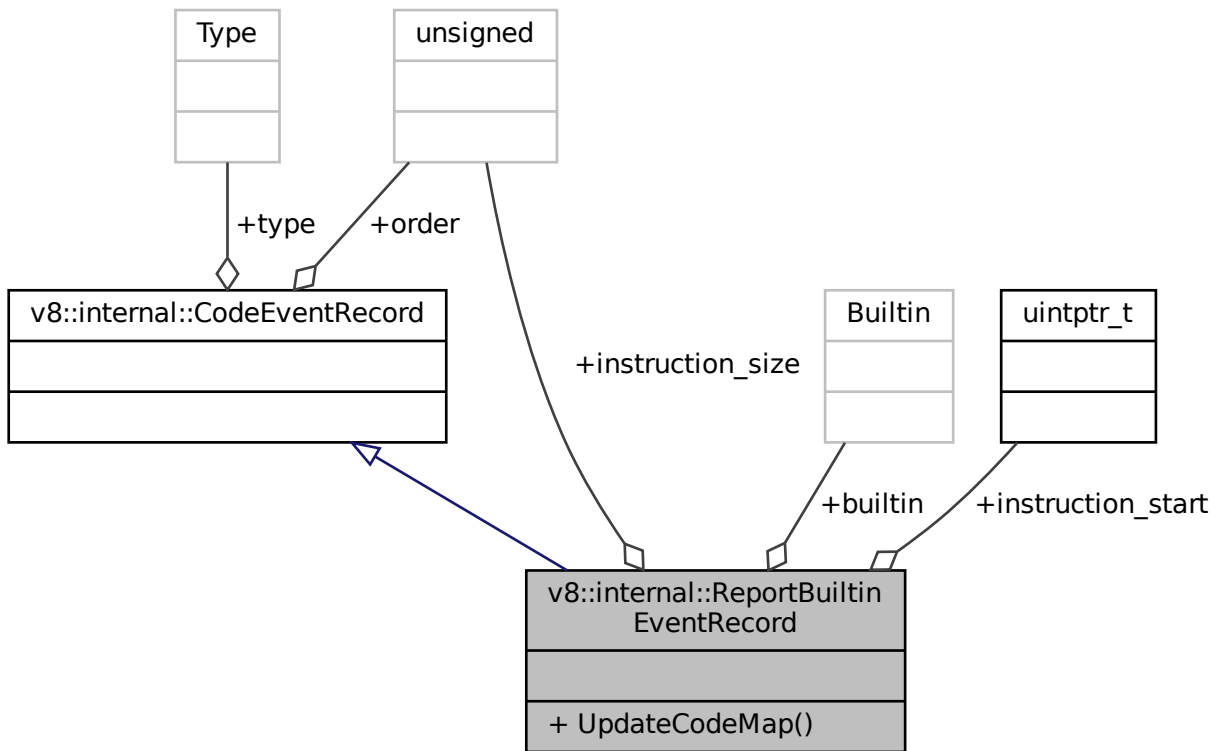 Type
unsigned
+type
+order
v8::internal::CodeEventRecord
Builtin
uintptr_t
+instruction_size
+builtin
+instruction_start
v8::internal::ReportBuiltin
EventRecord
+ UpdateCodeMap()